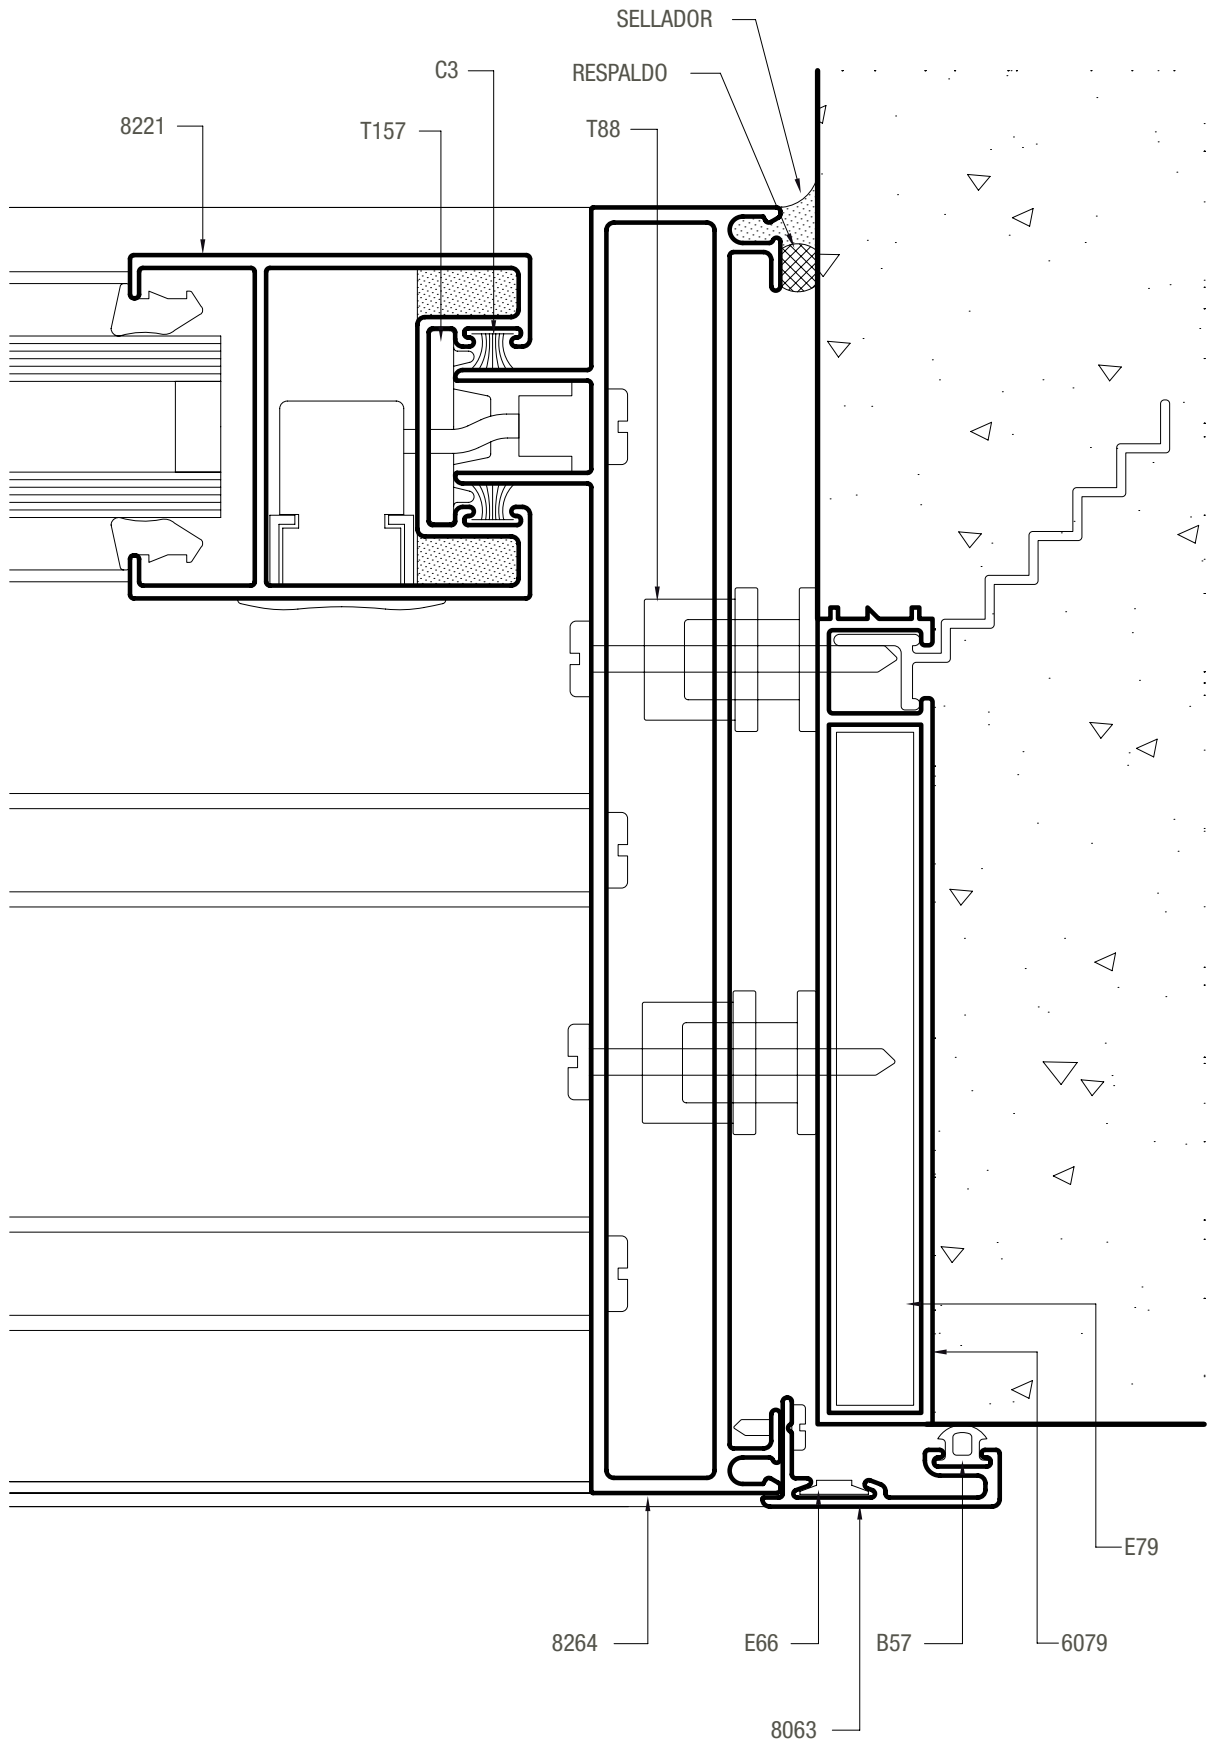 SELLADOR
C3
RESPALDO
8221
T157
T88
E79
8264
E66
B57
6079
8063